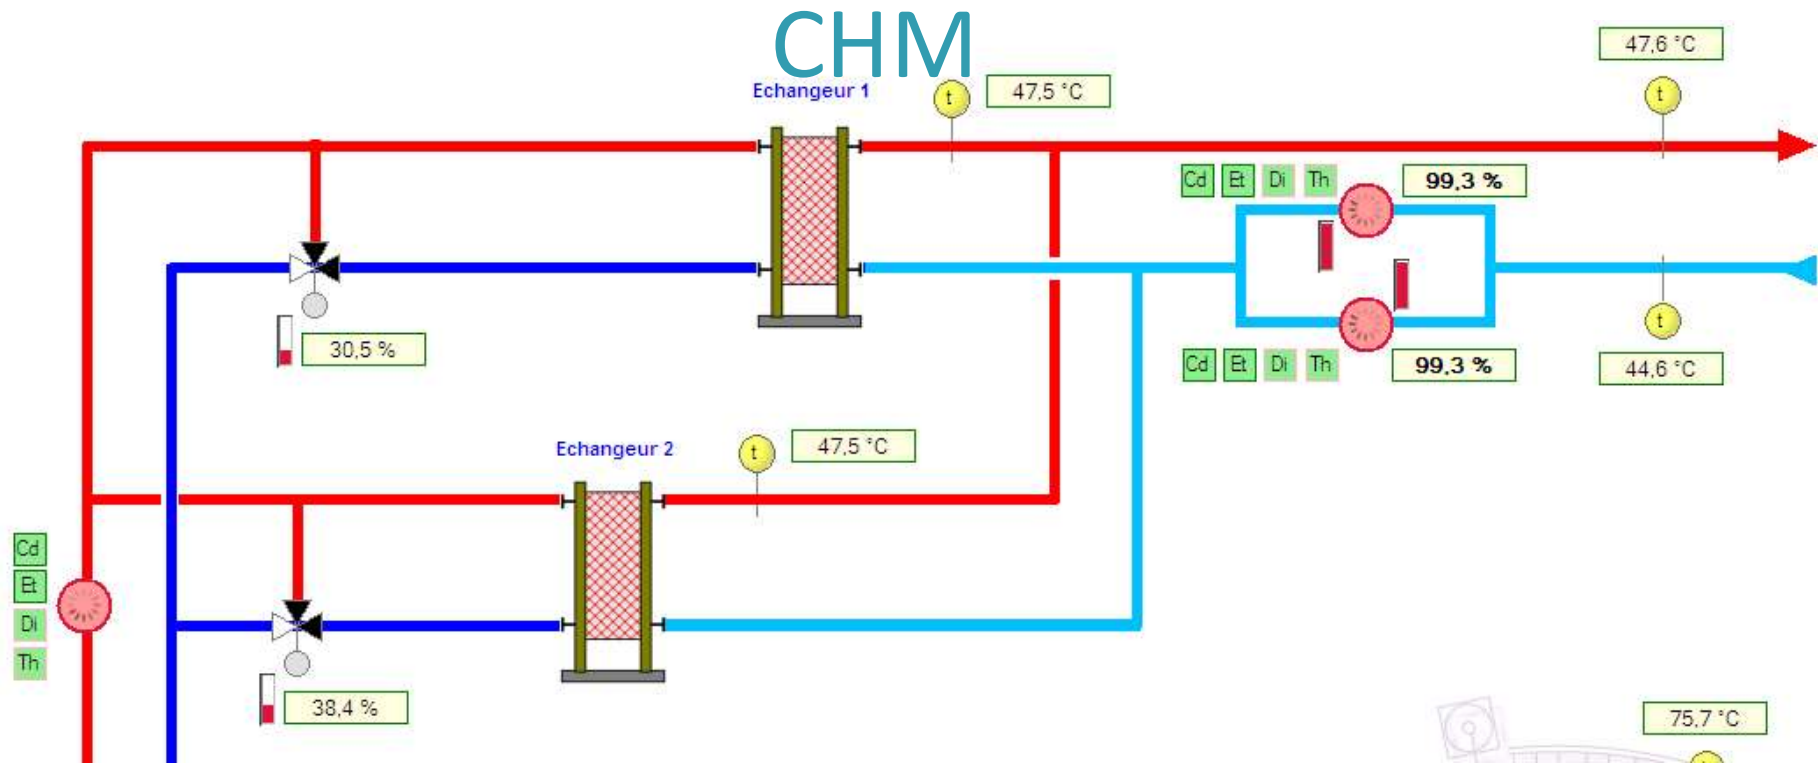 CHM
47,6 °C
t
Echangeur 1
t
47,5 °C
Cd Et Di Th
99,3 %
30,5 %
Cd Et Di Th
99,3 %
t
44,6 °C
Echangeur 2
t
47,5 °C
Cd
Et
Di
Th
38,4 %
75,7 °C